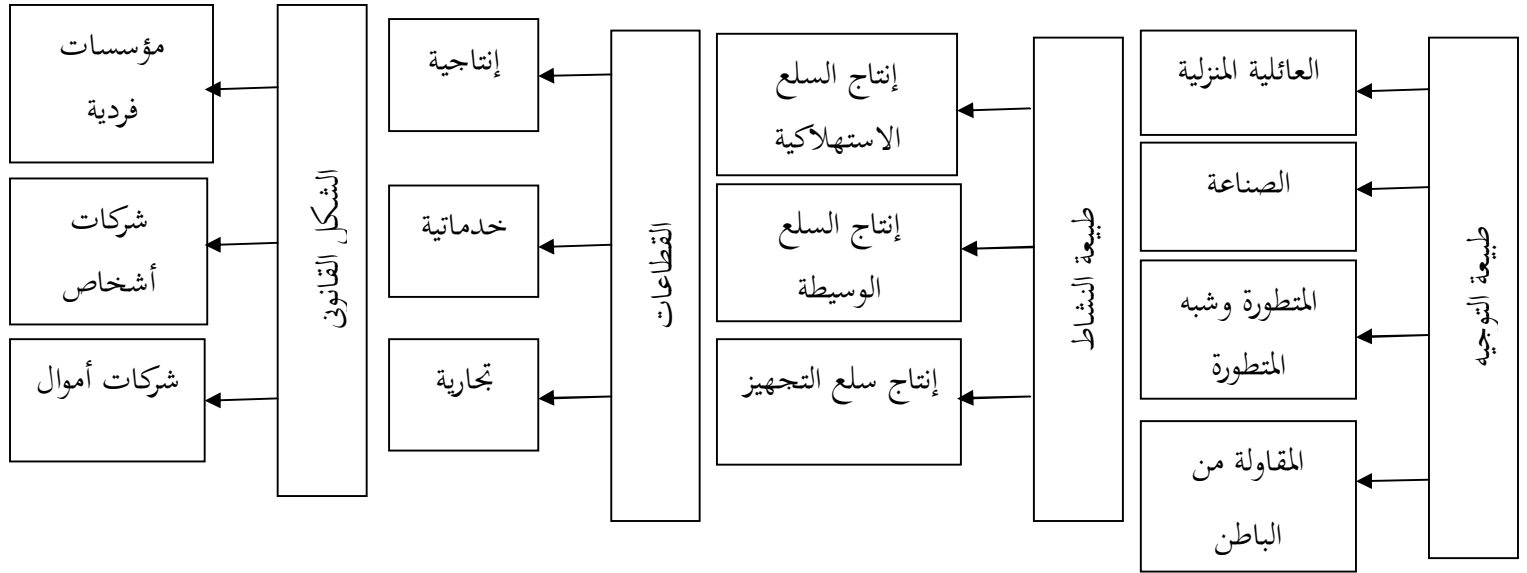 طبيعة التوجيه
العائلية المنزلية
الصناعة
المتطورة وشبه
المتطورة
المقاولة من
الباطن
طبيعة النشاط
إنتاج السلع
الاستهلاكية
إنتاج السلع
الوسيطة
إنتاج سلع التجهيز
القطاعات
إنتاجية
خدماتية
تجارية
الشكل القانوني
مؤسسات
فردية
شركات
أشخاص
شركات أموال